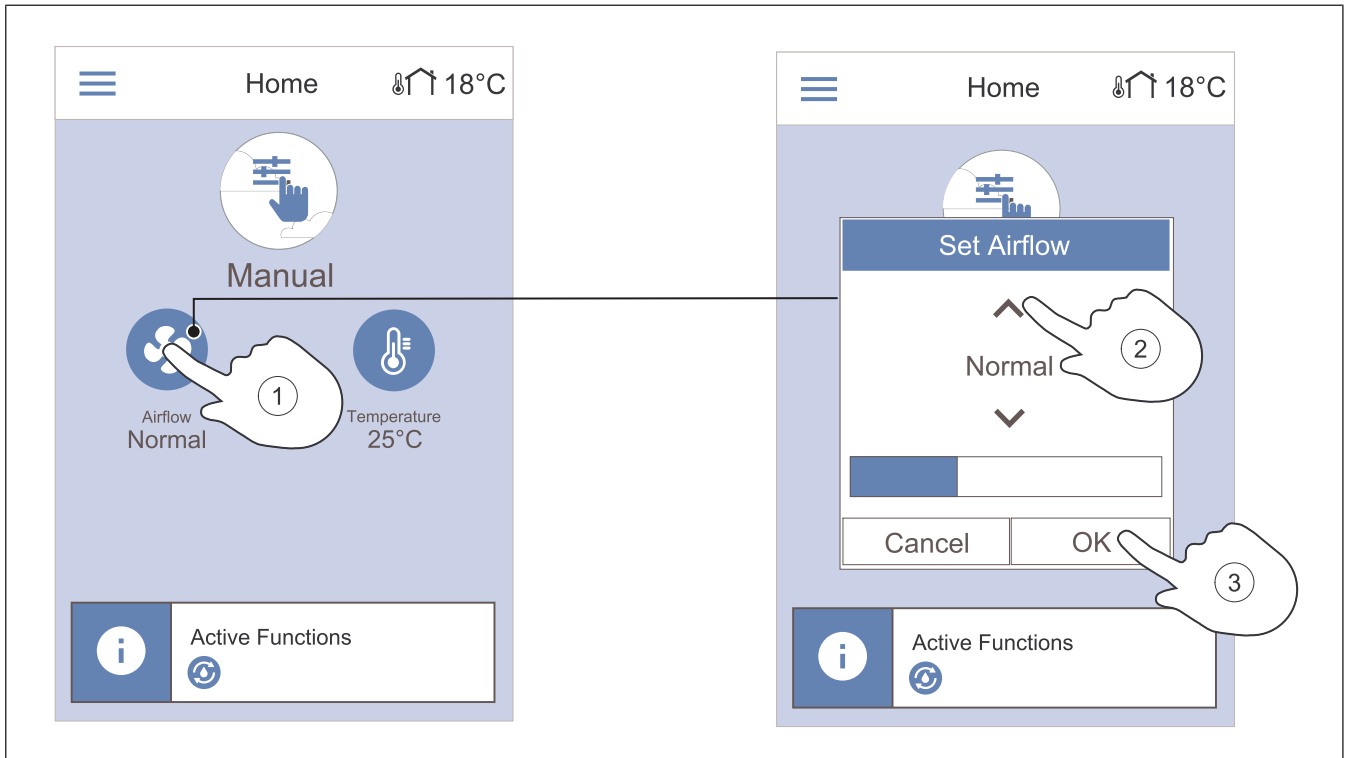 Home 18°C
Manual
1
Airflow
Normal
Temperature
25°C
i
Active Functions
Home 18°C
Set Airflow
2
Normal
Cancel
OK
3
i
Active Functions